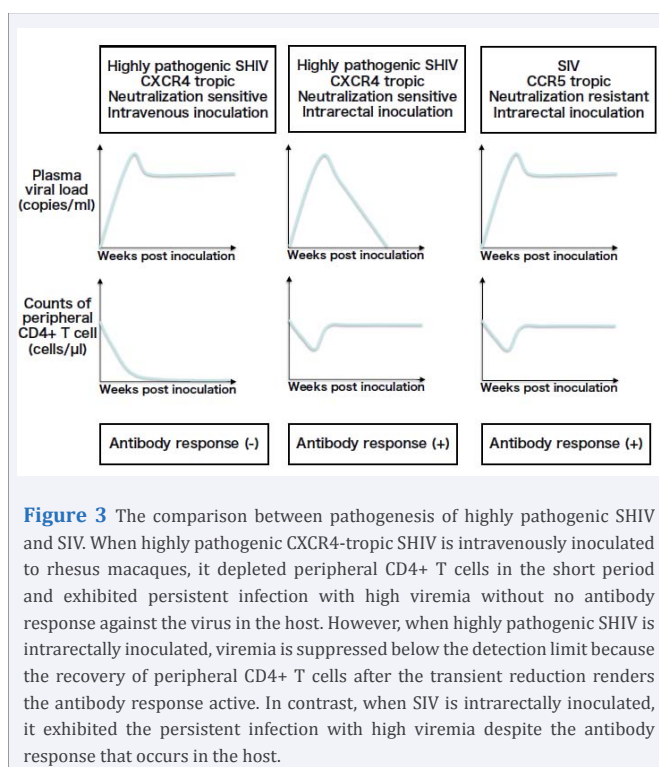 Highly pathogenic SHIV
CXCR4 tropic
Neutralization sensitive
Intravenous inoculation
Highly pathogenic SHIV
CXCR4 tropic
Neutralization sensitive
Intrarectal inoculation
SIV
CCR5 tropic
Neutralization resistant
Intrarectal inoculation
Plasma
viral load
(copies/ml)
Weeks post inoculation
Weeks post inoculation
Weeks post inoculation
Counts of
peripheral
CD4+ T cell
(cells/μl)
Weeks post inoculation
Weeks post inoculation
Weeks post inoculation
Antibody response (-)
Antibody response (+)
Antibody response (+)
Figure 3 The comparison between pathogenesis of highly pathogenic SHIV
and SIV. When highly pathogenic CXCR4-tropic SHIV is intravenously inoculated
to rhesus macaques, it depleted peripheral CD4+ T cells in the short period
and exhibited persistent infection with high viremia without no antibody
response against the virus in the host. However, when highly pathogenic SHIV is
intrarectally inoculated, viremia is suppressed below the detection limit because
the recovery of peripheral CD4+ T cells after the transient reduction renders
the antibody response active. In contrast, when SIV is intrarectally inoculated,
it exhibited the persistent infection with high viremia despite the antibody
response that occurs in the host.